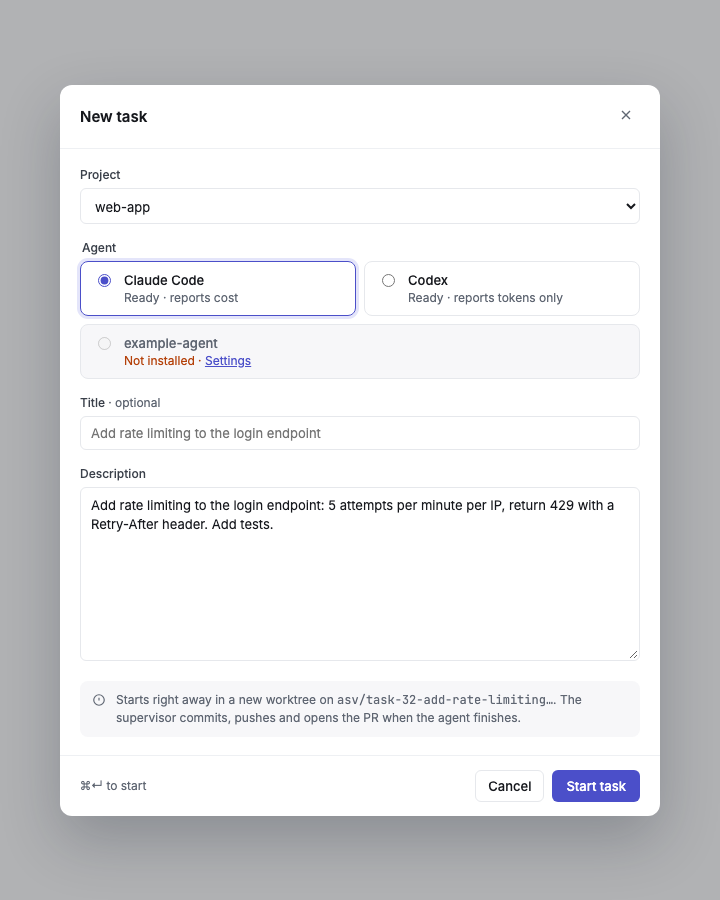 New task
Project
web-app
Agent
Claude Code
Ready · reports cost
Codex
Ready · reports tokens only
example-agent
Not installed · Settings
Title · optional
Add rate limiting to the login endpoint
Description
Add rate limiting to the login endpoint: 5 attempts per minute per IP, return 429 with a
Retry-After header. Add tests.
Starts right away in a new worktree on asv/task-32-add-rate-limiting…. The
supervisor commits, pushes and opens the PR when the agent finishes.
⌘↵ to start
Cancel
Start task